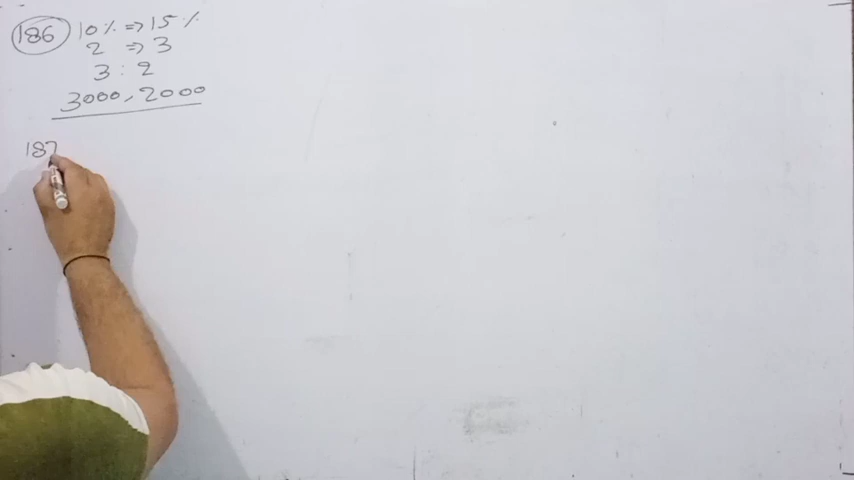 186 10% => 15%
2 => 3
3 : 2
3000, 2000
187